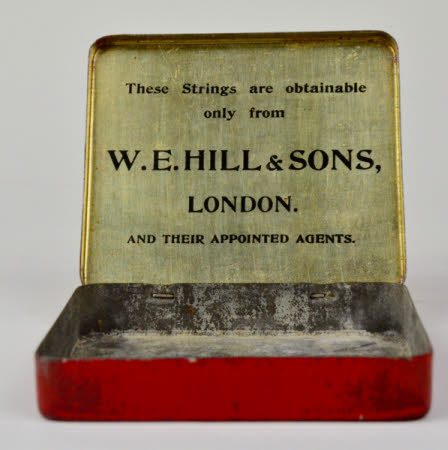 These Strings are obtainable
only from
W. E. HILL & SONS,
LONDON.
AND THEIR APPOINTED AGENTS.